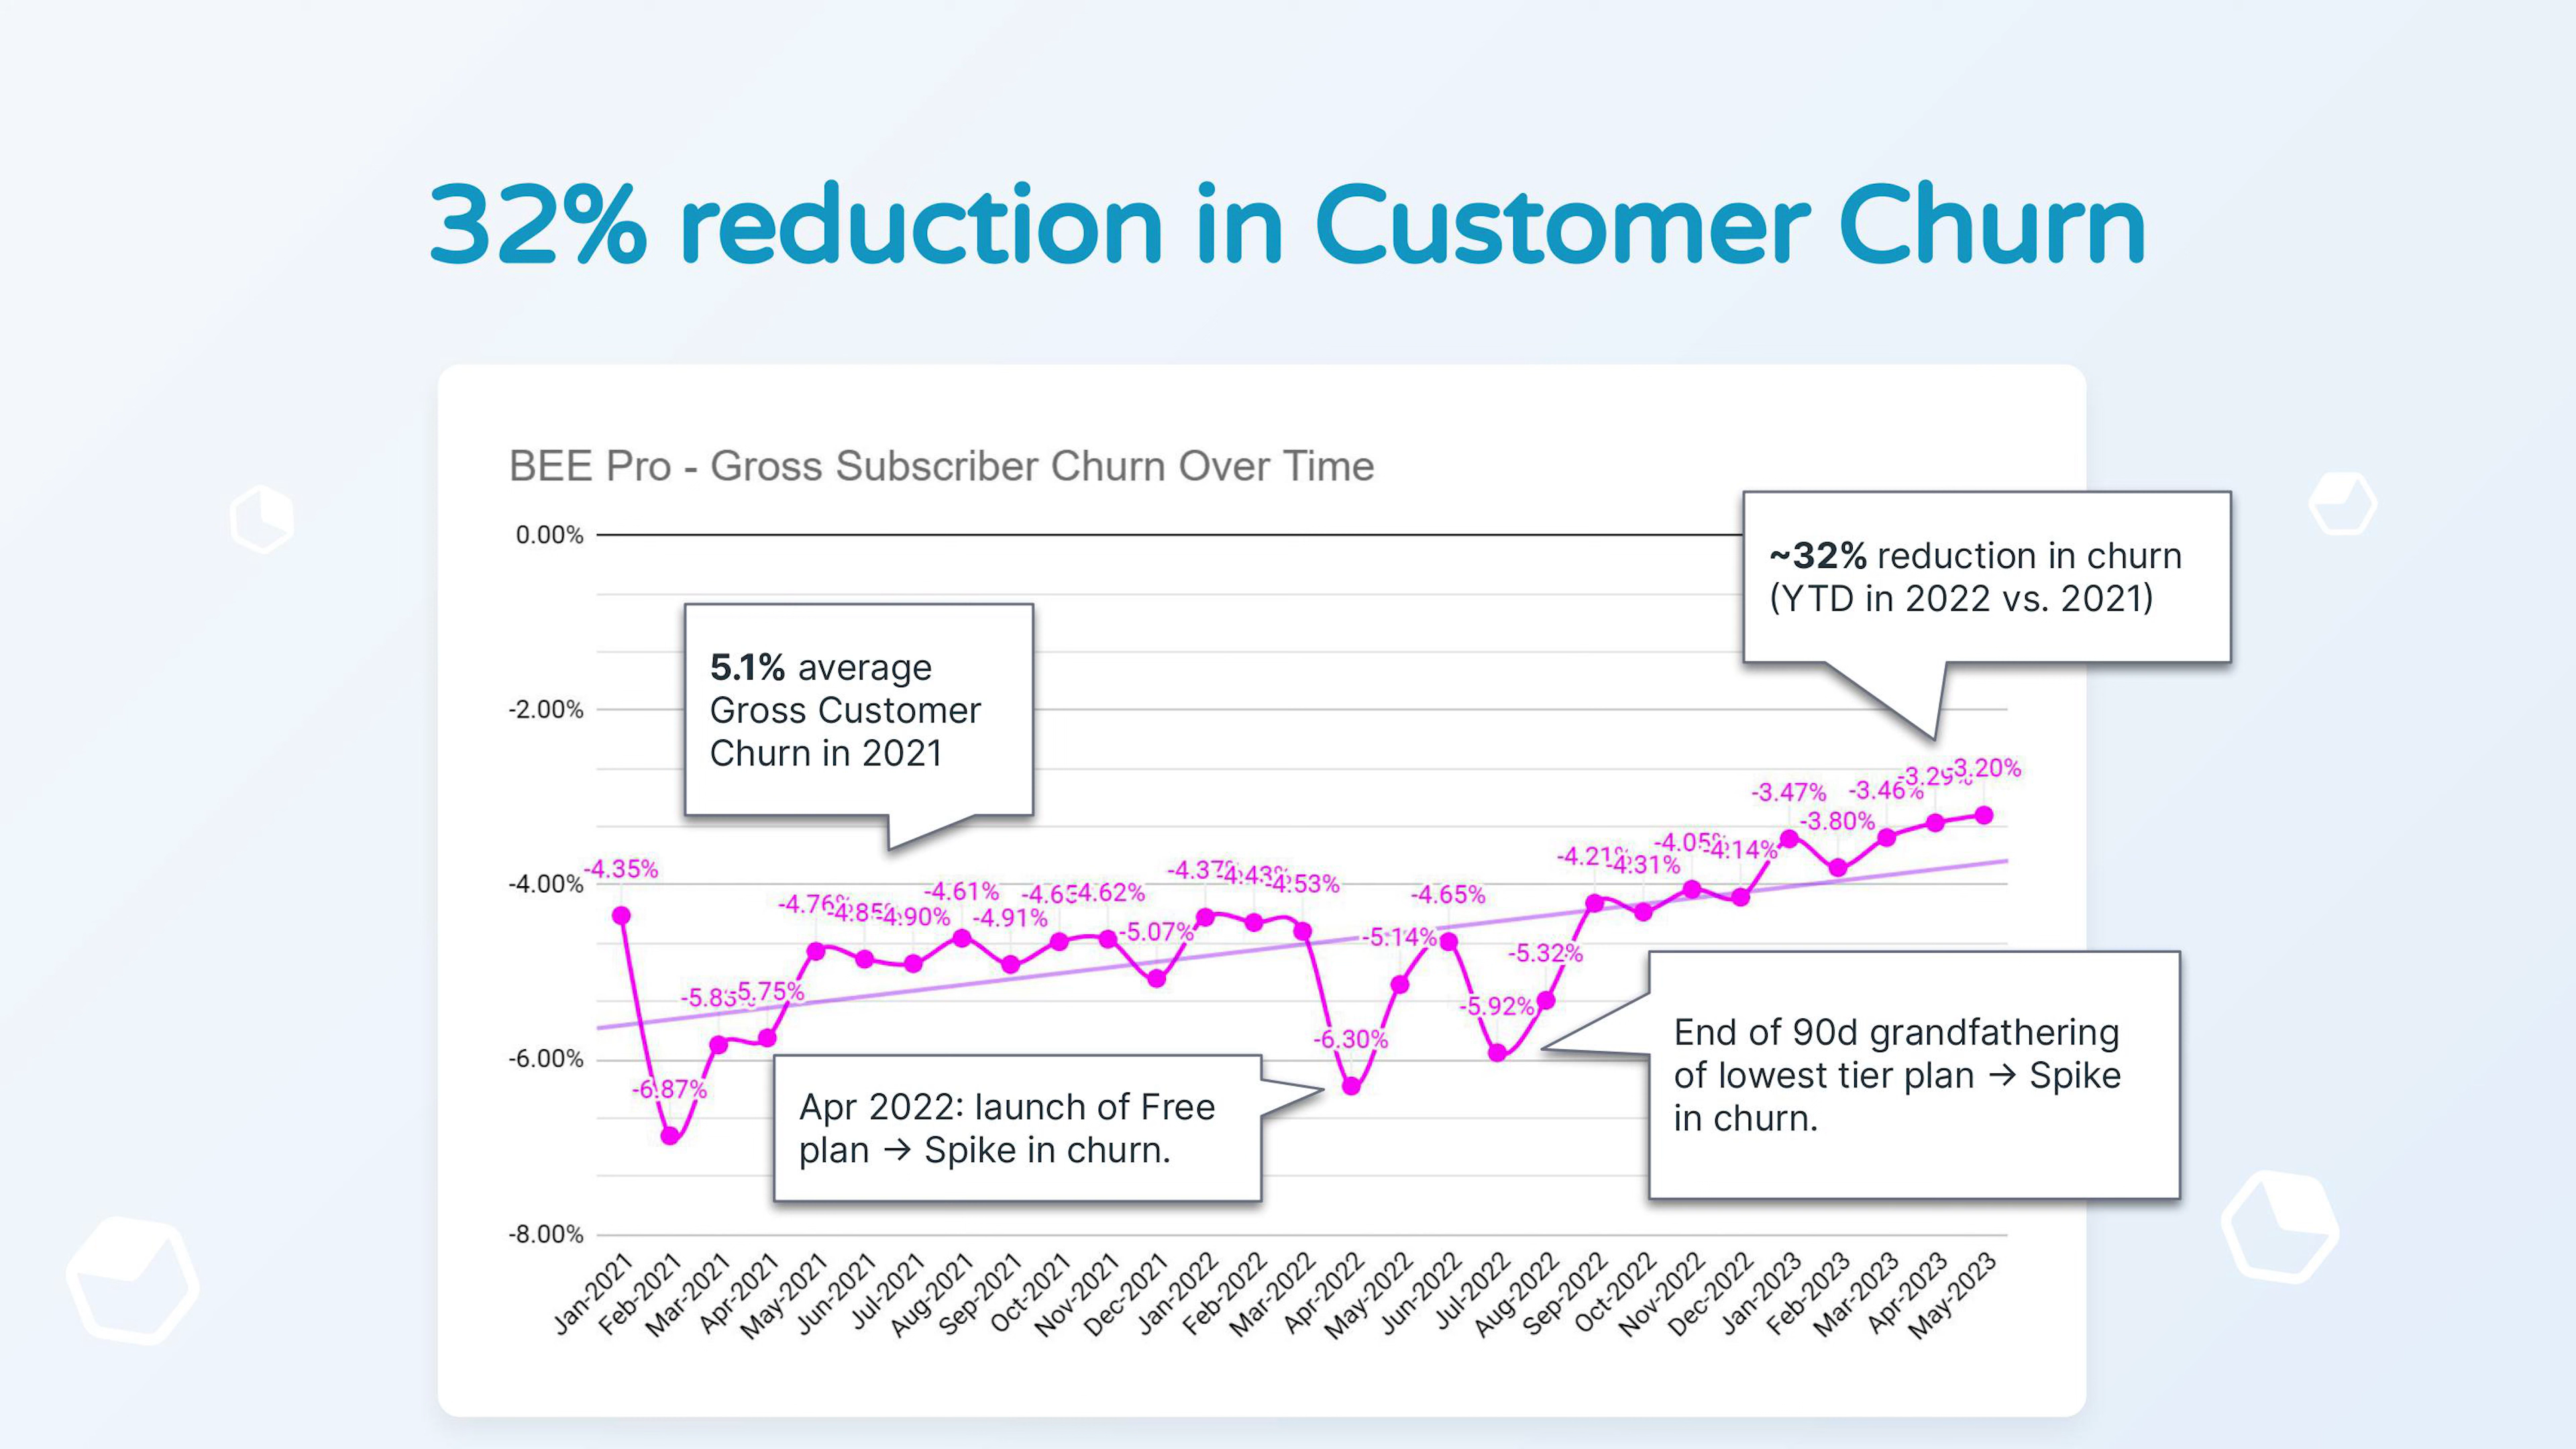 32% reduction in Customer Churn
BEE Pro - Gross Subscriber Churn Over Time
0.00%
-2.00%
-4.00%
-6.00%
-8.00%
~32% reduction in churn
(YTD in 2022 vs. 2021)
5.1% average
Gross Customer
Churn in 2021
-4.35%
-6.87%
-5.75%
-4.90%
-4.61%
-4.91%
-4.62%
-5.07%
-4.53%
-6.30%
-5.14%
-4.65%
-5.92%
-5.32%
-4.31%
-4.14%
-3.47%
-3.80%
-3.46%
-3.20%
Apr 2022: launch of Free
plan → Spike in churn.
End of 90d grandfathering
of lowest tier plan → Spike
in churn.
Jan-2021
Feb-2021
Mar-2021
Apr-2021
May-2021
Jun-2021
Jul-2021
Aug-2021
Sep-2021
Oct-2021
Nov-2021
Dec-2021
Jan-2022
Feb-2022
Mar-2022
Apr-2022
May-2022
Jun-2022
Jul-2022
Aug-2022
Sep-2022
Oct-2022
Nov-2022
Dec-2022
Jan-2023
Feb-2023
Mar-2023
Apr-2023
May-2023